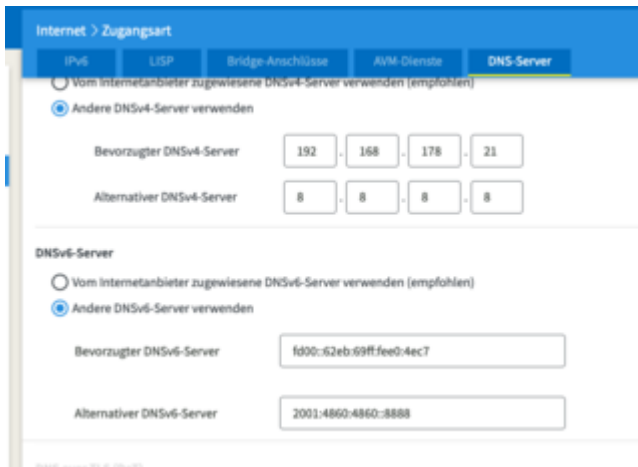 Internet > Zugangsart
IPv6 LISP Bridge-Anschlüsse AVM-Dienste DNS-Server
Vom Internetanbieter zugewiesene DNSv4-Server verwenden (empfohlen)
Andere DNSv4-Server verwenden
Bevorzugter DNSv4-Server 192 . 168 . 178 . 21
Alternativer DNSv4-Server 8 . 8 . 8 . 8
DNSv6-Server
Vom Internetanbieter zugewiesene DNSv6-Server verwenden (empfohlen)
Andere DNSv6-Server verwenden
Bevorzugter DNSv6-Server fd00::62eb:69ff:fee0:4ec7
Alternativer DNSv6-Server 2001:4860:4860::8888